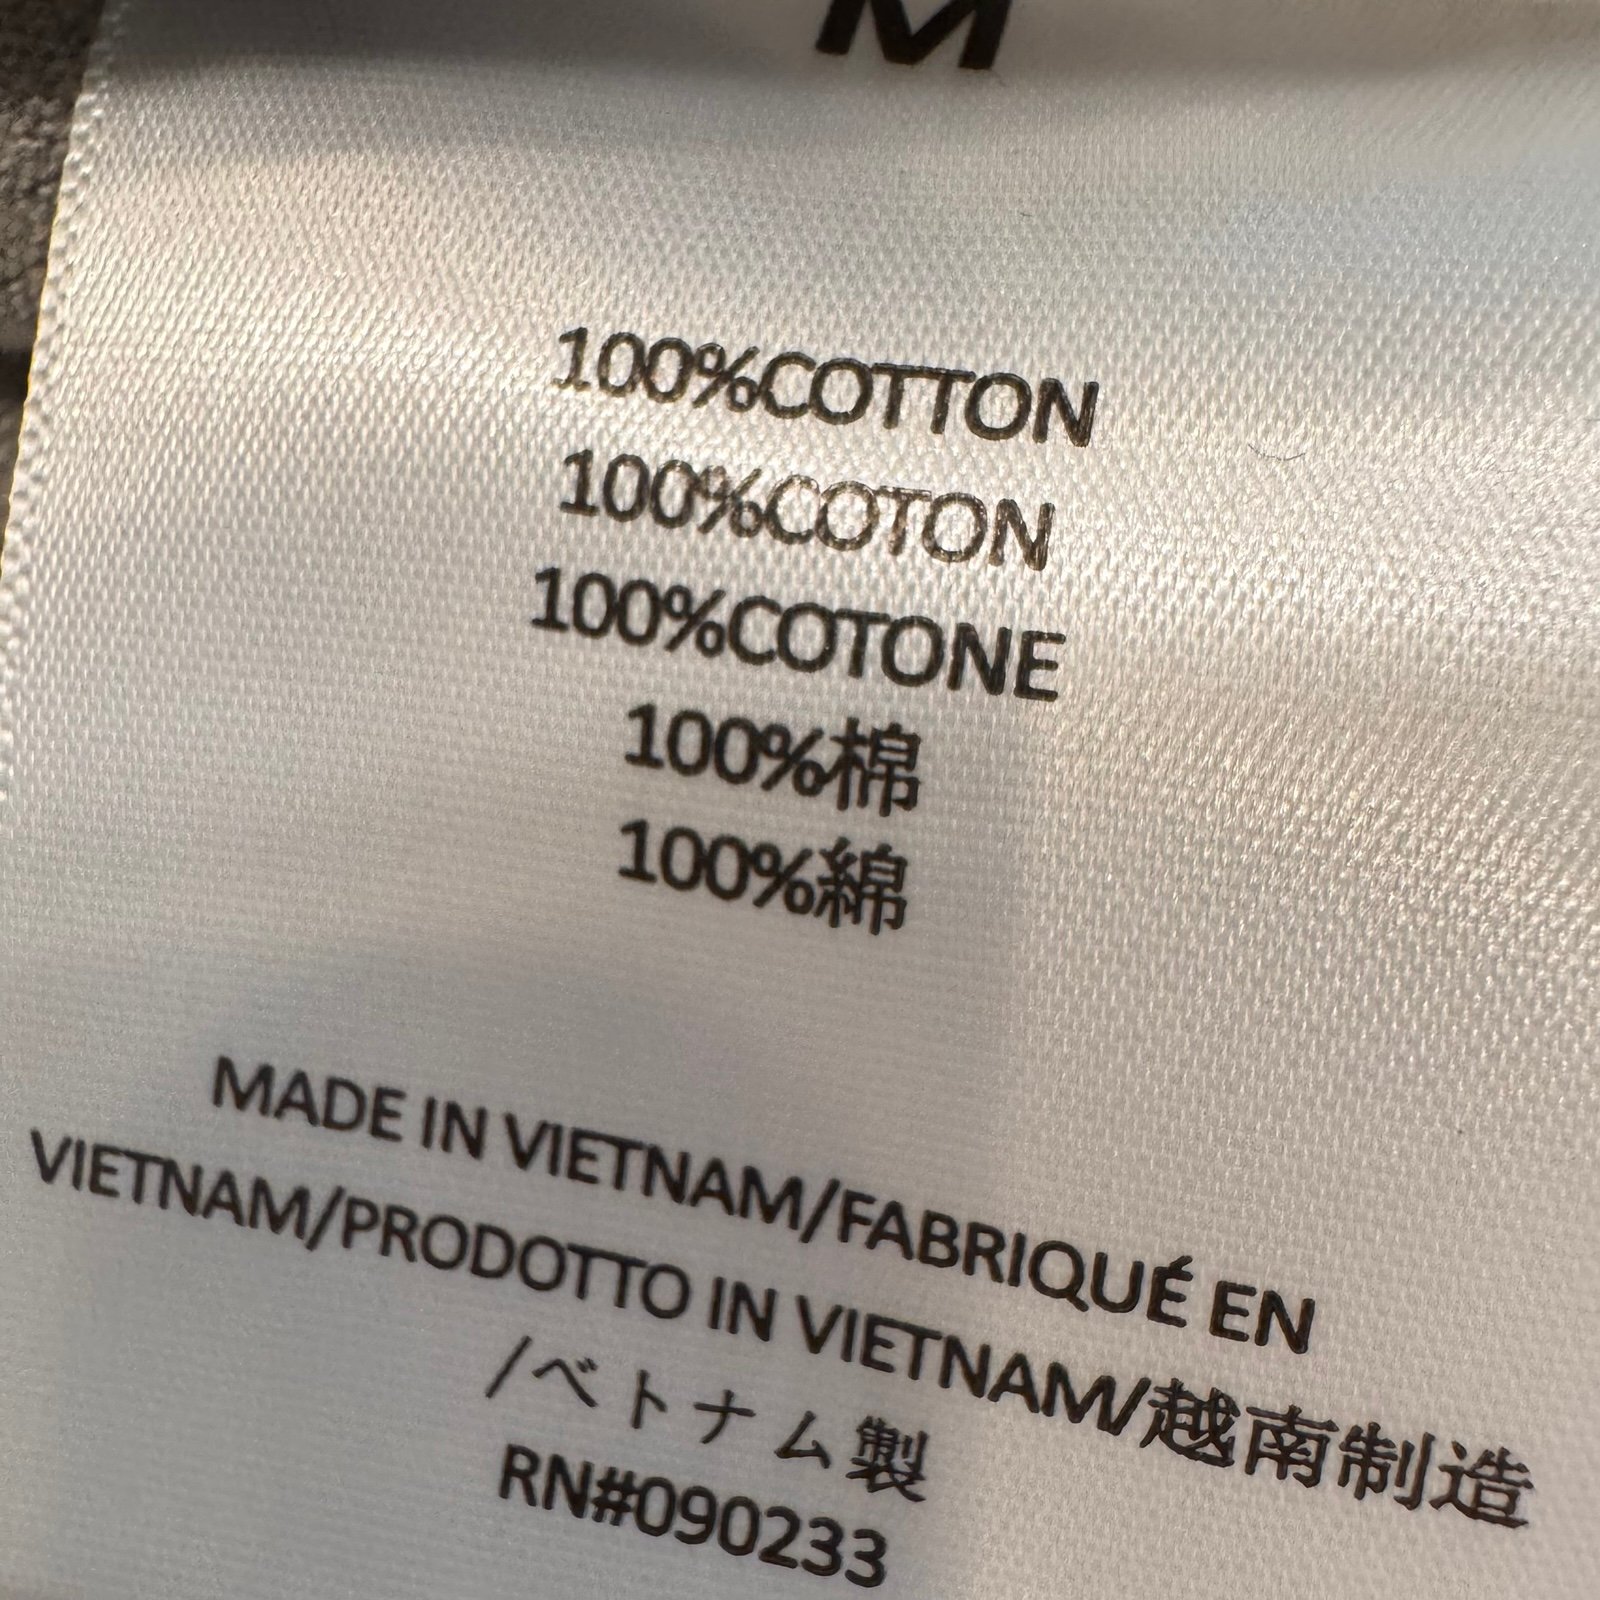 M
100%COTTON
100%COTON
100%COTONE
100%棉
100%綿
MADE IN VIETNAM/FABRIQUÉ EN
VIETNAM/PRODOTTO IN VIETNAM/越南制造
/ベトナム製
RN#090233